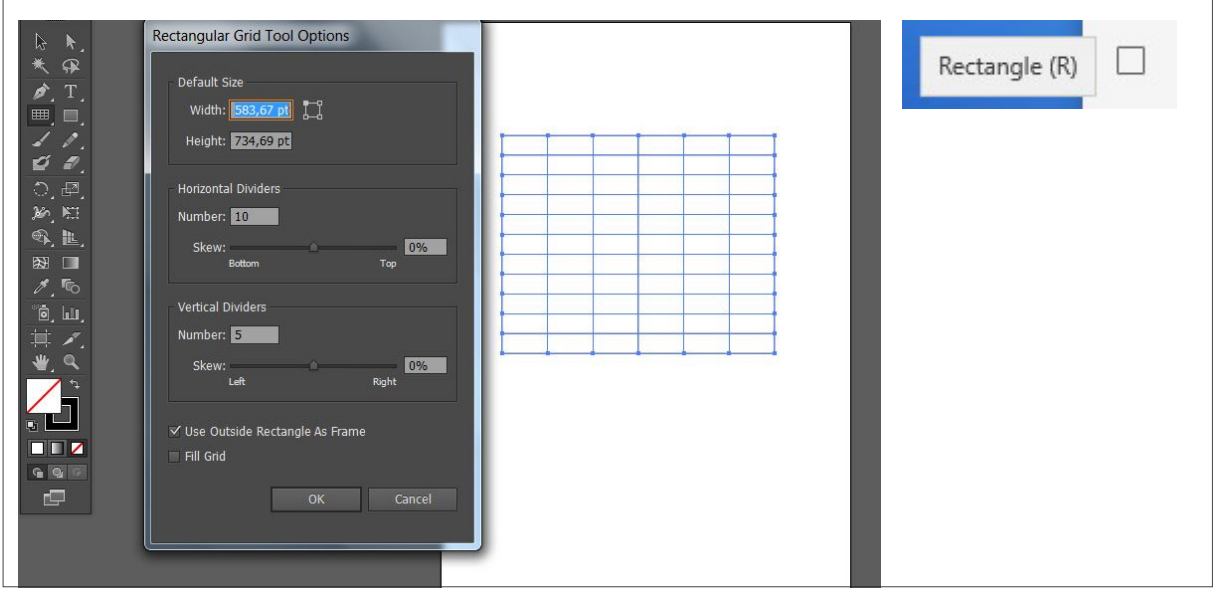 Rectangular Grid Tool Options
Default Size
Width: 583,67 pt
Height: 734,69 pt
Horizontal Dividers
Number: 10
Skew: 0%
Bottom Top
Vertical Dividers
Number: 5
Skew: 0%
Left Right
Use Outside Rectangle As Frame
Fill Grid
OK Cancel
Rectangle (R)